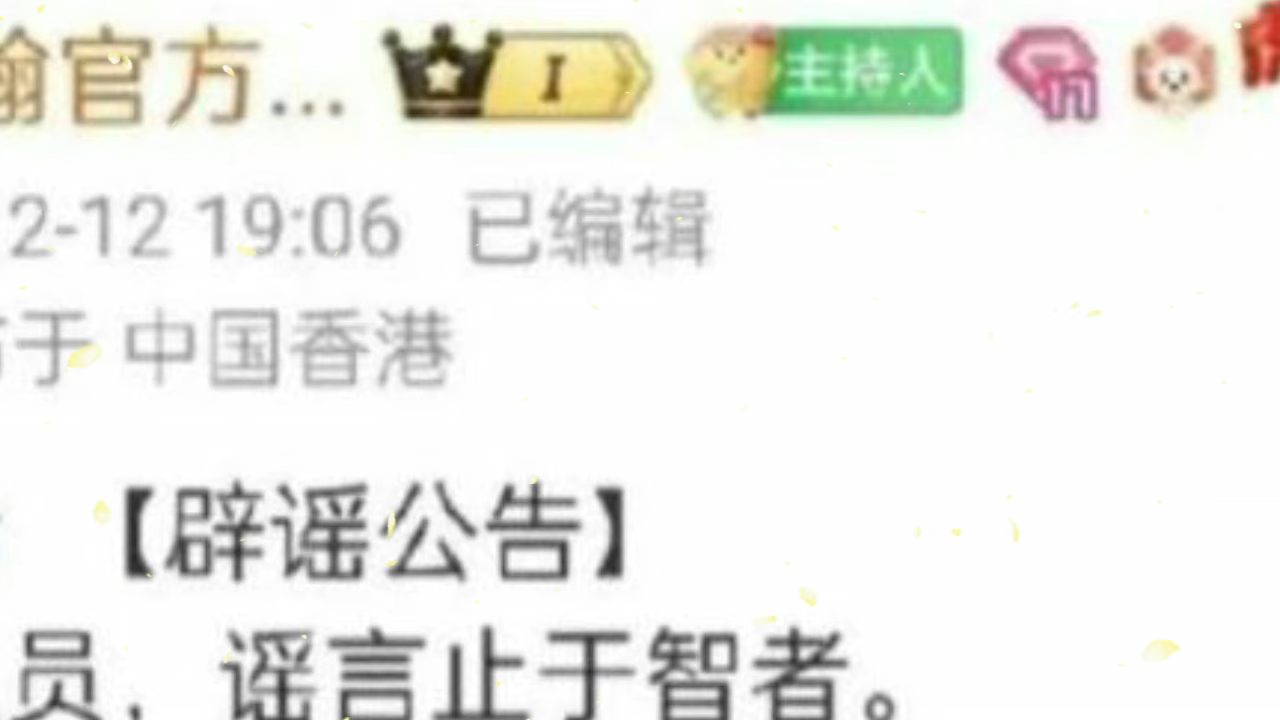 官方... I 主持人
2-12 19:06 已编辑
于 中国香港
【辟谣公告】
员，谣言止于智者。